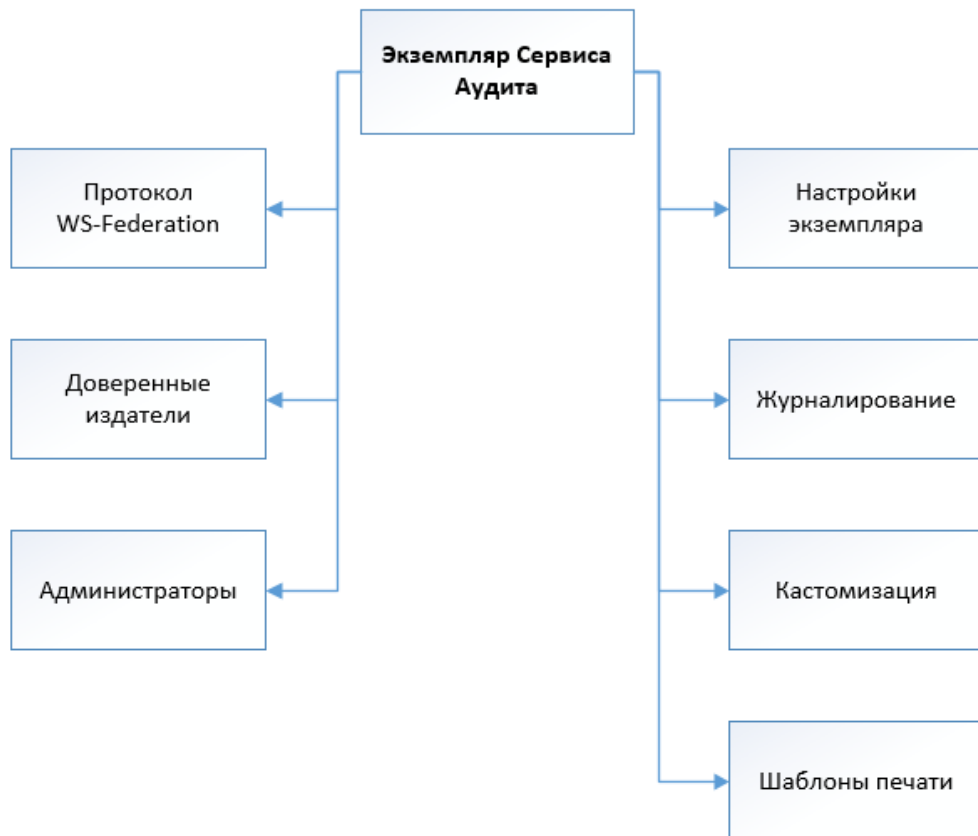 Экземпляр Сервиса
Аудита
Протокол
WS-Federation
Настройки
экземпляра
Доверенные
издатели
Журналирование
Администраторы
Кастомизация
Шаблоны печати